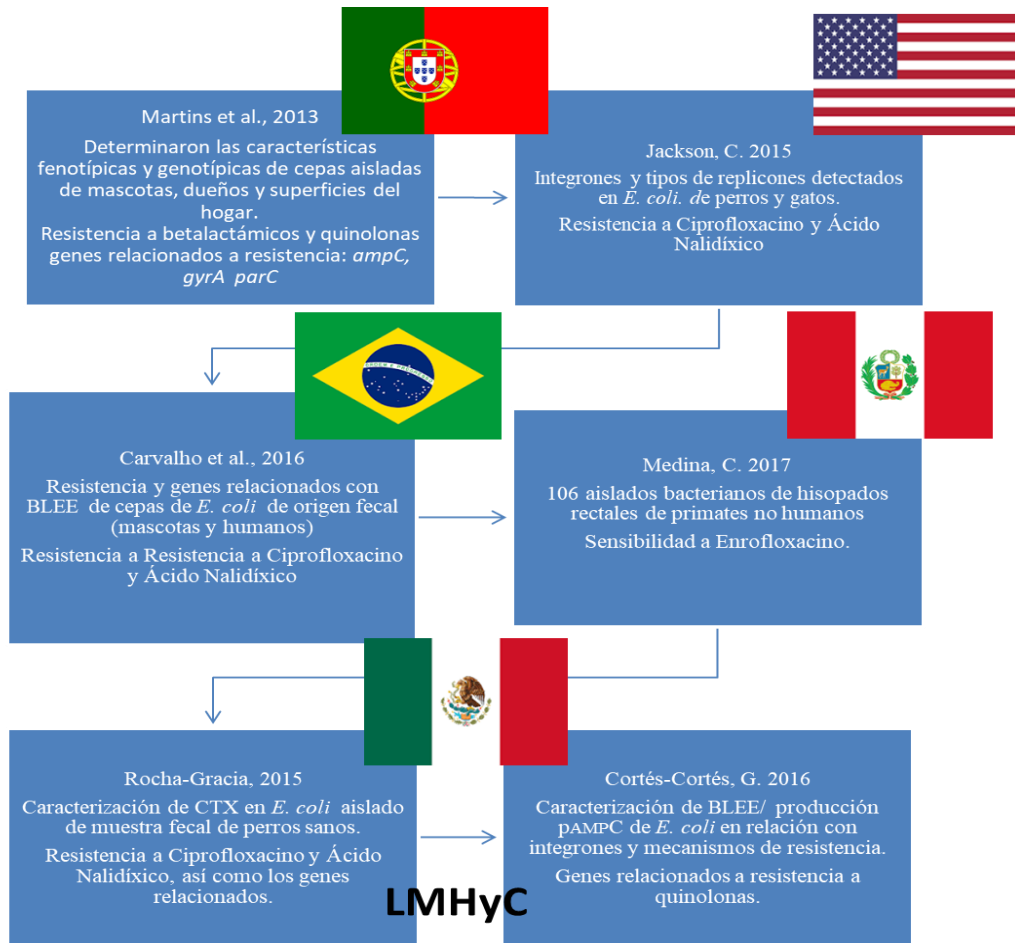 Martins et al., 2013
Determinaron las características
fenotípicas y genotípicas de cepas aisladas
de mascotas, dueños y superficies del
hogar.
Resistencia a betalactámicos y quinolonas
genes relacionados a resistencia: ampC,
gyrA parC
Jackson, C. 2015
Integrones y tipos de replicones detectados
en E. coli. de perros y gatos.
Resistencia a Ciprofloxacino y Ácido
Nalidíxico
Carvalho et al., 2016
Resistencia y genes relacionados con
BLEE de cepas de E. coli de origen fecal
(mascotas y humanos)
Resistencia a Resistencia a Ciprofloxacino
y Ácido Nalidíxico
Medina, C. 2017
106 aislados bacterianos de hisopados
rectales de primates no humanos
Sensibilidad a Enrofloxacino.
Rocha-Gracia, 2015
Caracterización de CTX en E. coli aislado
de muestra fecal de perros sanos.
Resistencia a Ciprofloxacino y Ácido
Nalidíxico, así como los genes
relacionados.
Cortés-Cortés, G. 2016
Caracterización de BLEE/ producción
pAMPC de E. coli en relación con
integrones y mecanismos de resistencia.
Genes relacionados a resistencia a
quinolonas.
LMHyC